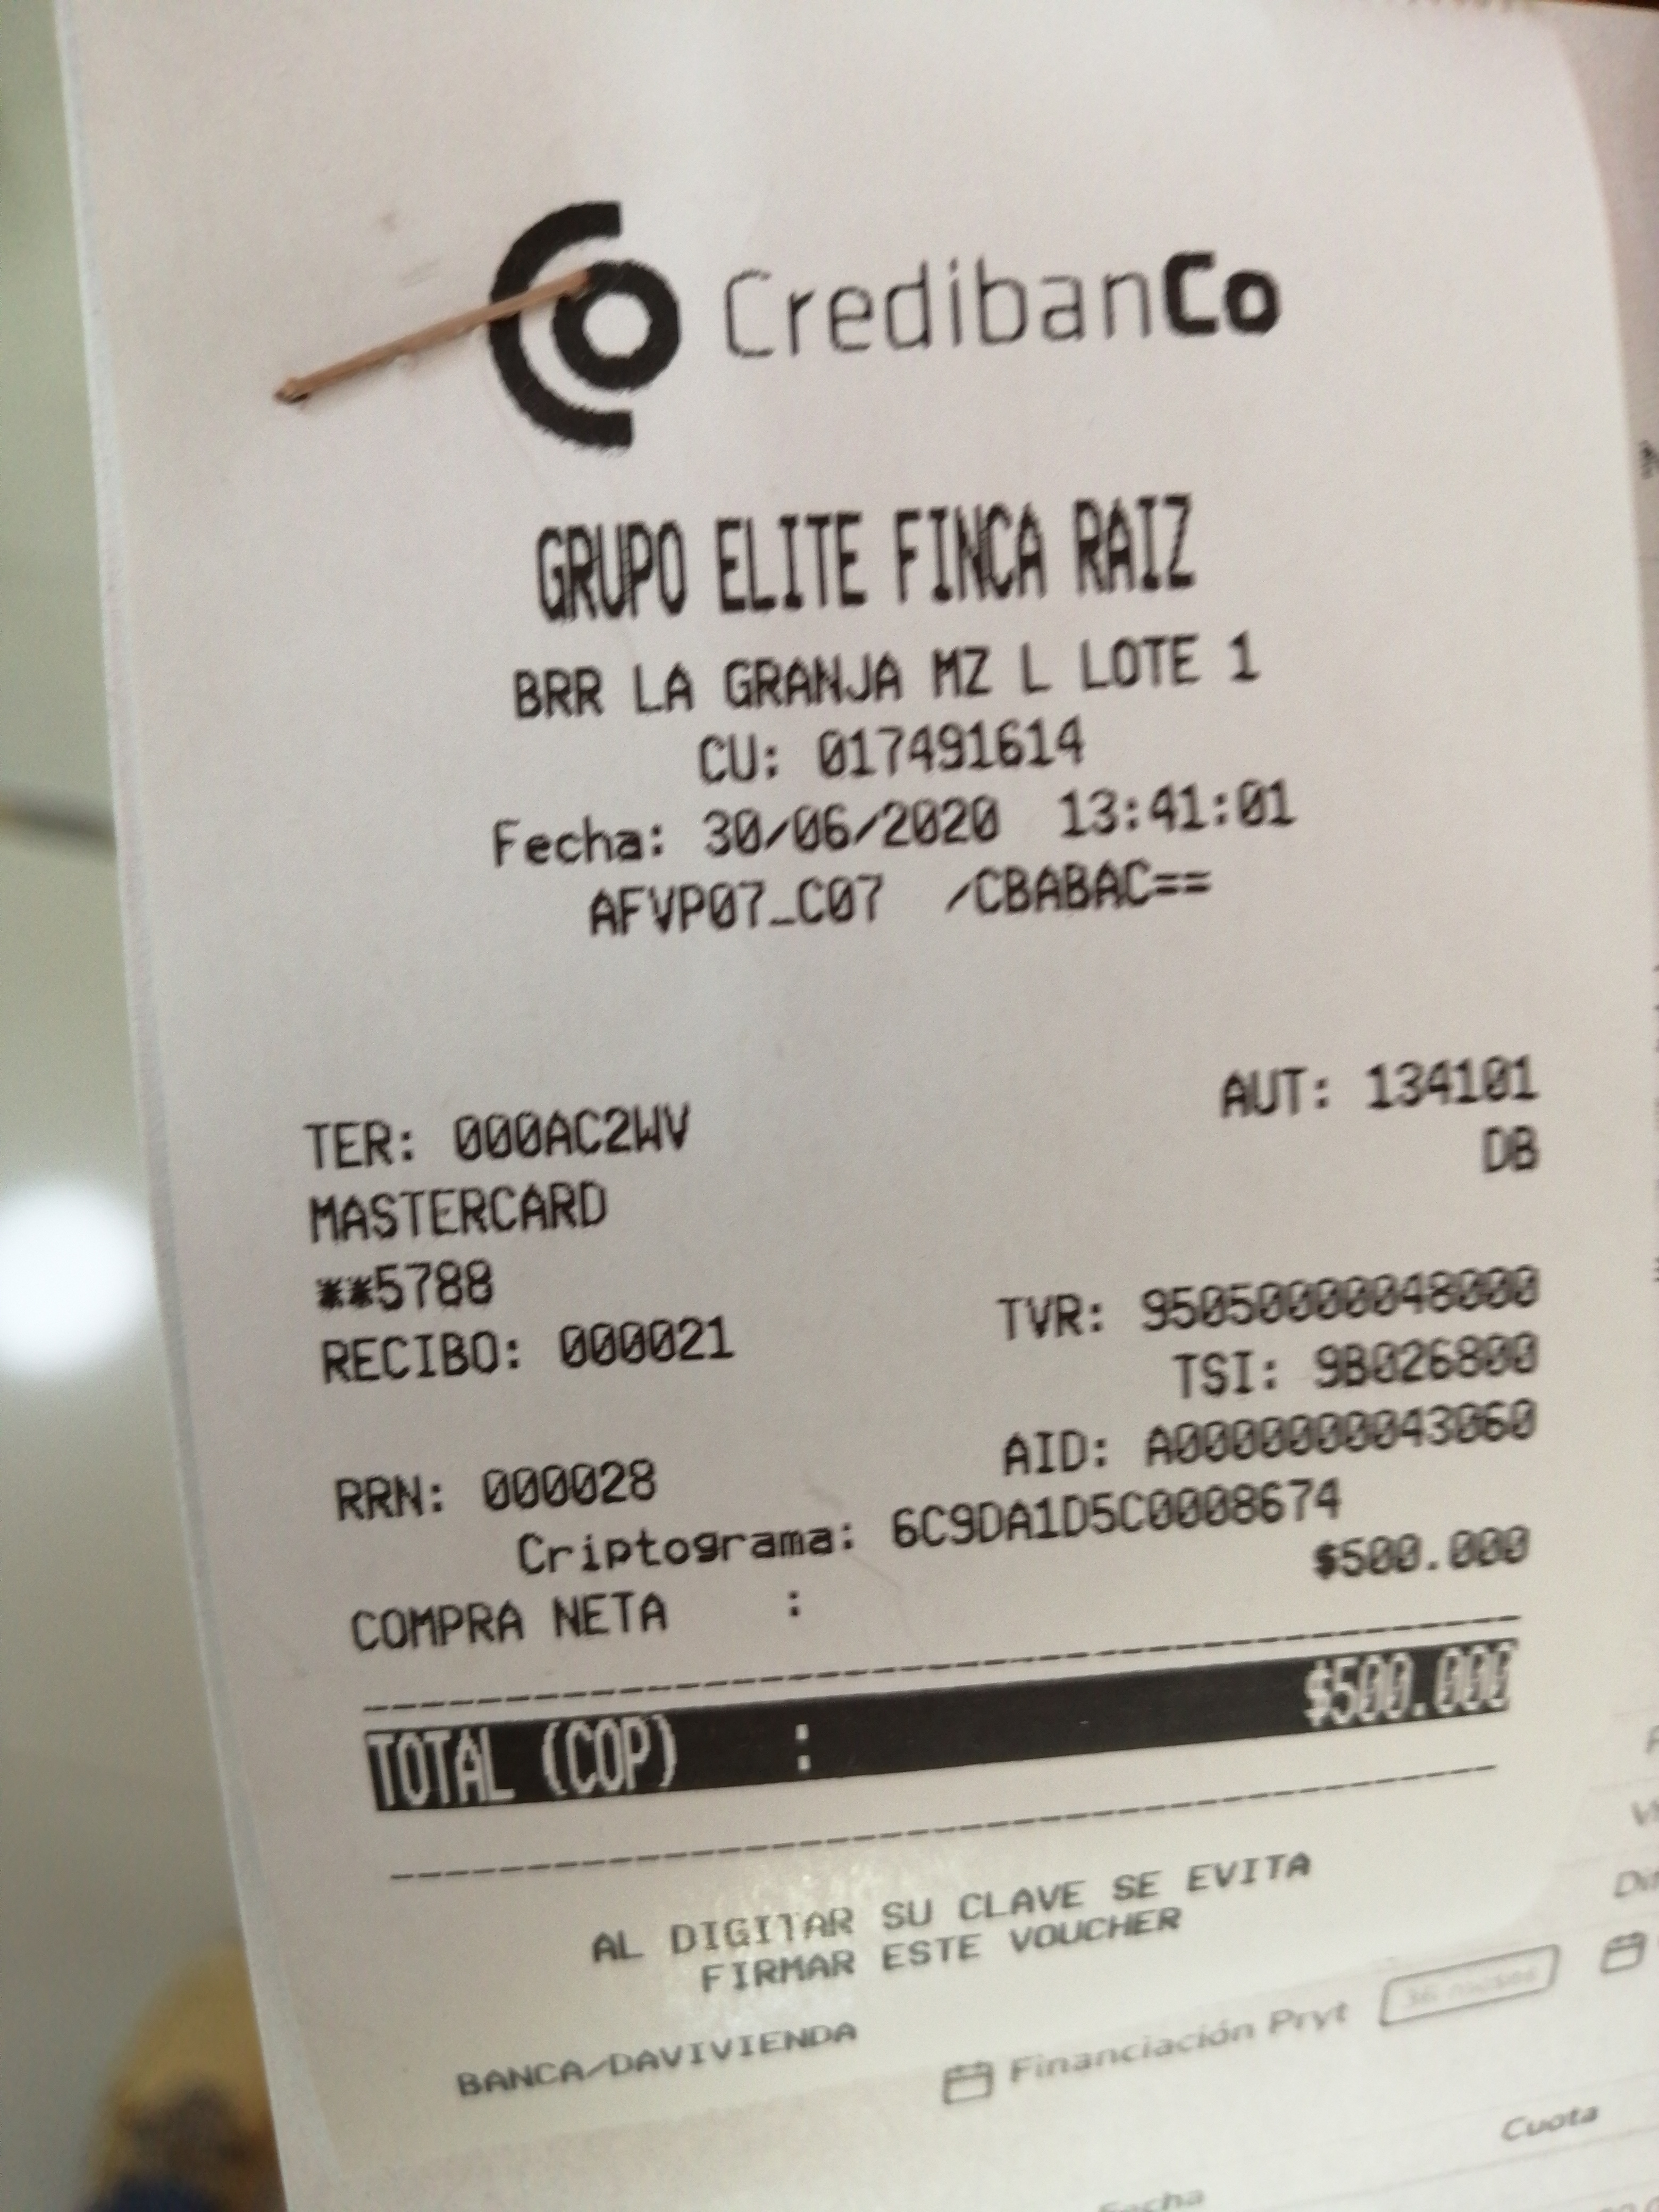 CredibanCo
GRUPO ELITE FINCA RAIZ
BRR LA GRANJA MZ L LOTE 1
CU: 017491614
Fecha: 30/06/2020 13:41:01
AFVP07_C07 /CBABAC==
TER: 000AC2WV AUT: 134101
MASTERCARD DB
**5788
RECIBO: 000021 TVR: 95050000048000
TSI: 9B026800
RRN: 000028 AID: A0000000043060
Criptograma: 6C9DA1D5C0008674
COMPRA NETA : $500.000
TOTAL (COP) : $500.000
AL DIGITAR SU CLAVE SE EVITA
FIRMAR ESTE VOUCHER
BANCA/DAVIVIENDA
Financiación Pryt
Cuota
Fecha